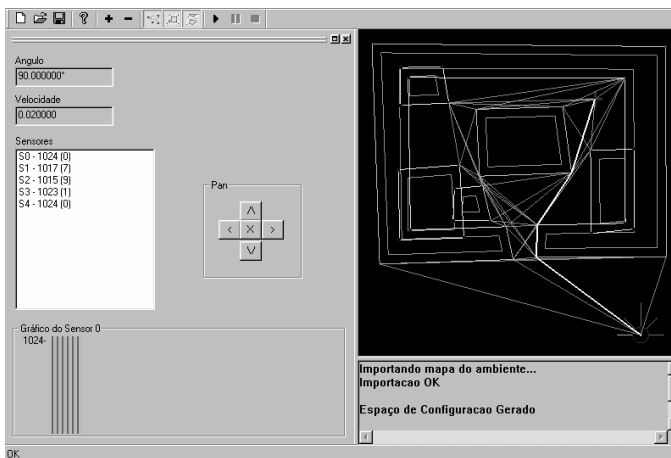 Angulo
90.000000°
Velocidade
0.020000
Sensores
S0 - 1024 (0)
S1 - 1017 (7)
S2 - 1015 (9)
S3 - 1023 (1)
S4 - 1024 (0)
Pan
/\
< X >
\/
Gráfico do Sensor 0
1024-
Importando mapa do ambiente...
Importacao OK
Espaço de Configuracao Gerado
OK